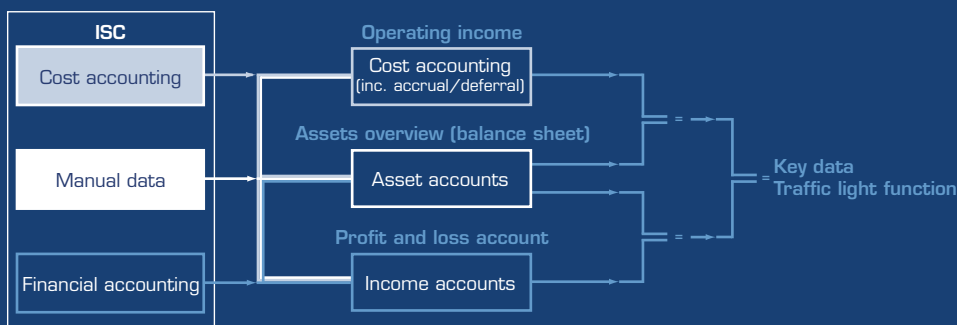 ISC
Cost accounting
Manual data
Financial accounting
Operating income
Cost accounting
(inc. accrual/deferral)
Assets overview (balance sheet)
Asset accounts
Profit and loss account
Income accounts
=
=
= Key data
Traffic light function